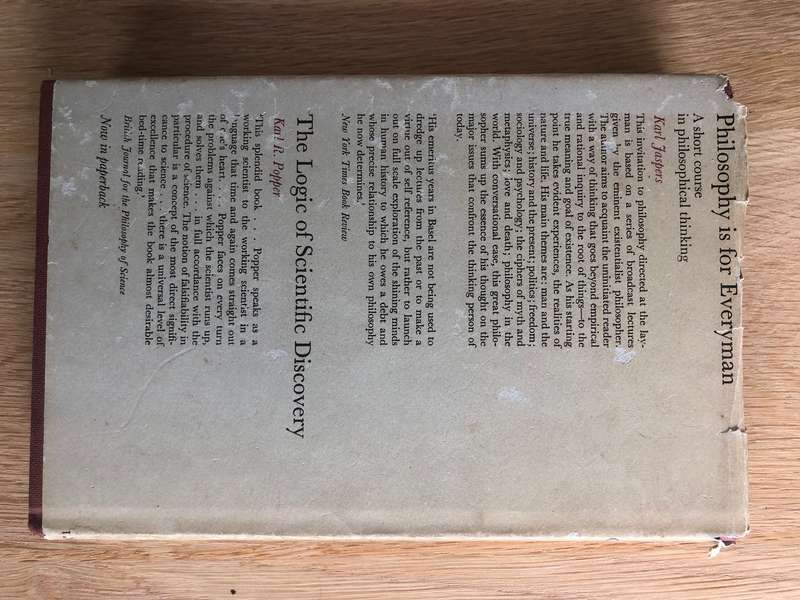 Philosophy is for Everyman
A short course
in philosophical thinking
Karl Jaspers
This invitation to philosophy directed at the lay-
man is based on a series of broadcast lectures
given by the eminent existentialist philosopher.
The author aims to acquaint the uninitiated reader
with a way of thinking that goes beyond empirical
and rational inquiry to the root of things—to the
true meaning and goal of existence. As his starting
point he takes evident experiences, the realities of
nature and life. His main themes are: man and the
universe; history and the present; politics; freedom;
sociology and psychology; the ciphers of myth and
metaphysics; love and death; philosophy in the
world. With conversational ease, this great philo-
sopher sums up the essence of his thought on the
major issues that confront the thinking person of
today.
'His emeritus years in Basel are not being used to
dredge up lectures from the past or to make a
virtue of self reference, but rather to launch
out on full scale exploration of the shining minds
in human history to which he owes a debt and
whose precise relationship to his own philosophy
he now determines.'
New York Times Book Review
The Logic of Scientific Discovery
Karl R. Popper
'This splendid book. . . . Popper speaks as a
working scientist to the working scientist in a
language that time and again comes straight out
of one's heart. . . . Popper faces on every turn
the problems against which the scientist runs up,
and solves them . . . in full accordance with the
procedure of science. The notion of falsifiability in
particular is a concept of the most direct signifi-
cance to science . . . there is a universal level of
excellence that makes the book almost desirable
bed-time reading.'
British Journal for the Philosophy of Science
Now in paperback